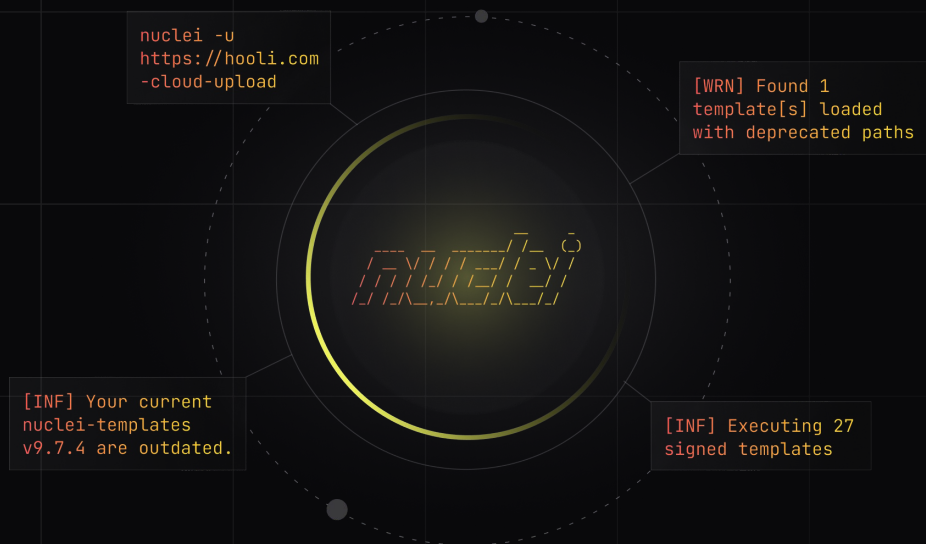 nuclei -u
https://hooli.com
-cloud-upload
[WRN] Found 1
template[s] loaded
with deprecated paths
nuclei
[INF] Your current
nuclei-templates
v9.7.4 are outdated.
[INF] Executing 27
signed templates